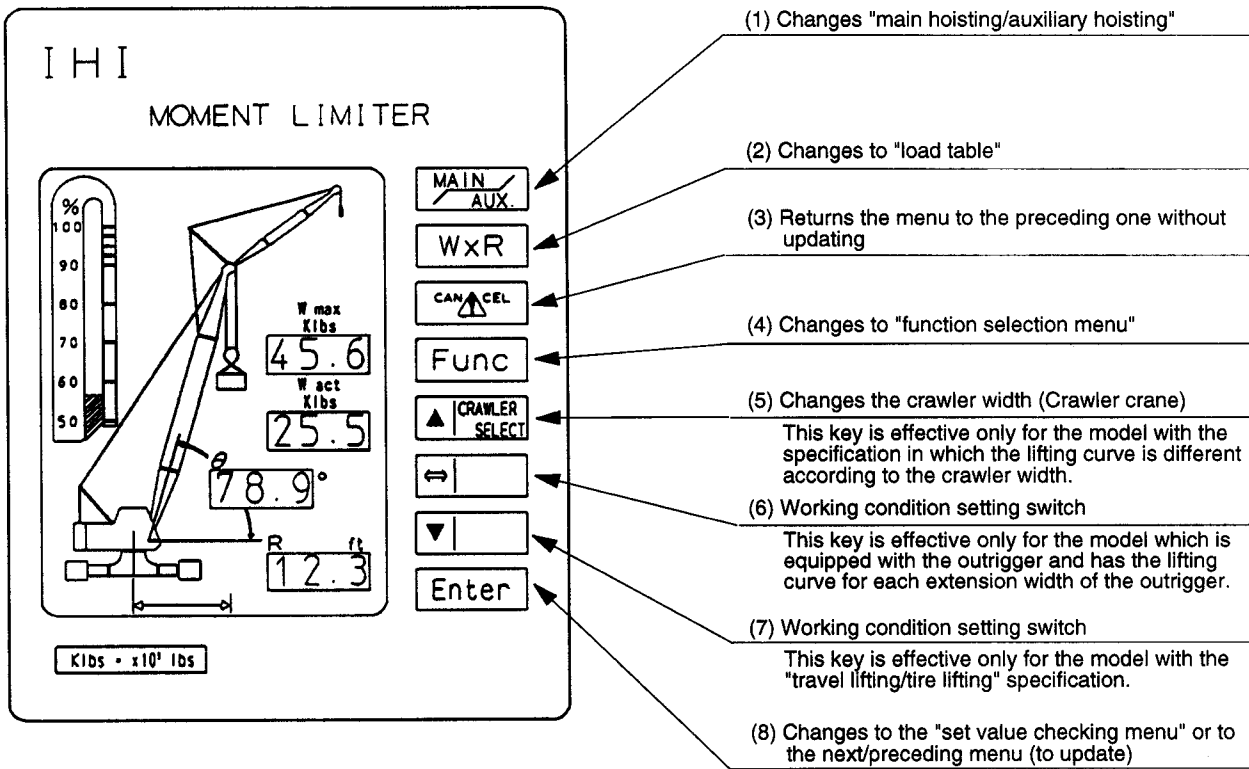 IHI
MOMENT LIMITER
%
100
90
80
70
60
50
W max
Klbs
45.6
W act
Klbs
25.5
θ
78.9°
R ft
12.3
Klbs = x10³ lbs
MAIN
AUX.
WxR
CANCEL
Func
▲ CRAWLER
SELECT
⇔
▼
Enter
(1) Changes "main hoisting/auxiliary hoisting"
(2) Changes to "load table"
(3) Returns the menu to the preceding one without
updating
(4) Changes to "function selection menu"
(5) Changes the crawler width (Crawler crane)
This key is effective only for the model with the
specification in which the lifting curve is different
according to the crawler width.
(6) Working condition setting switch
This key is effective only for the model which is
equipped with the outrigger and has the lifting
curve for each extension width of the outrigger.
(7) Working condition setting switch
This key is effective only for the model with the
"travel lifting/tire lifting" specification.
(8) Changes to the "set value checking menu" or to
the next/preceding menu (to update)